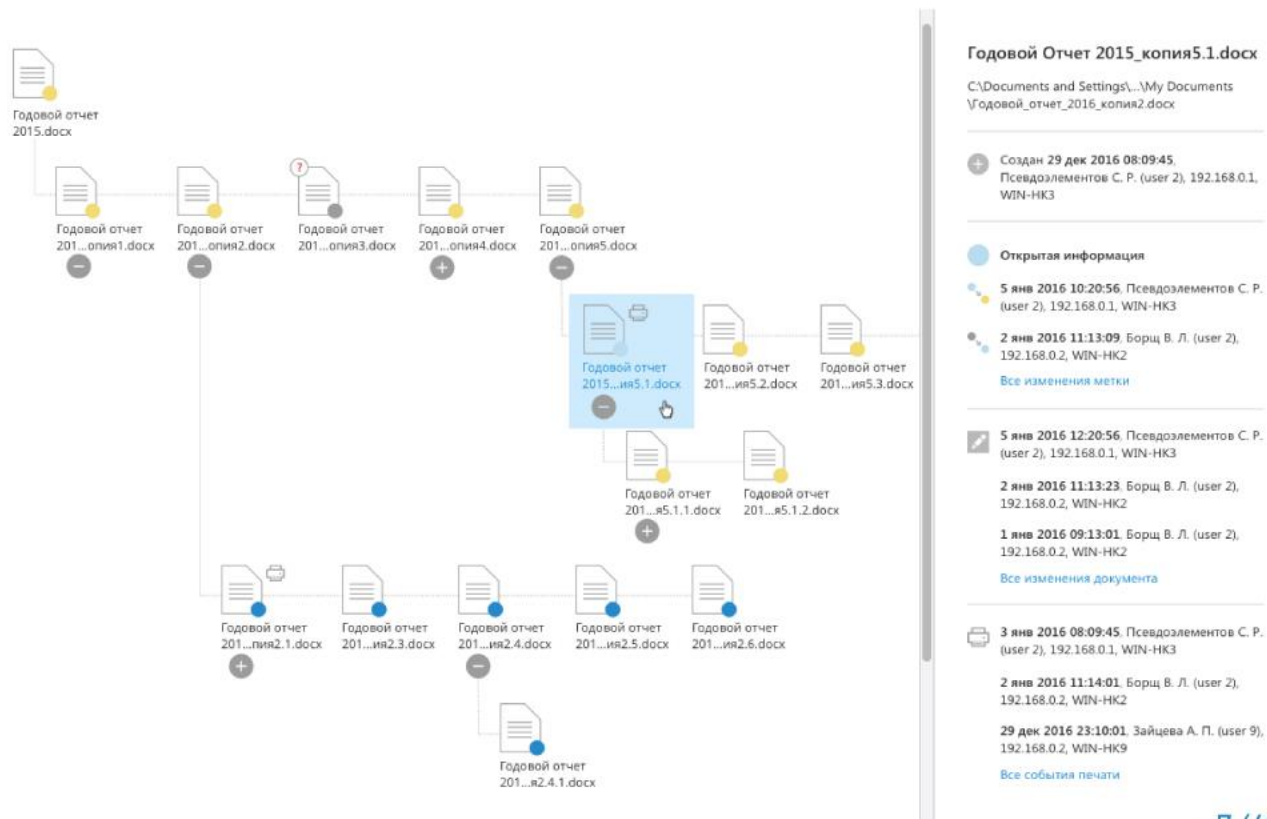 Годовой отчет
2015.docx
?
Годовой отчет
201...опия1.docx
Годовой отчет
201...опия2.docx
Годовой отчет
201...опия3.docx
Годовой отчет
201...опия4.docx
Годовой отчет
201...опия5.docx
Годовой отчет
2015...ия5.1.docx
Годовой отчет
201...ия5.2.docx
Годовой отчет
201...ия5.3.docx
Годовой отчет
201...я5.1.1.docx
Годовой отчет
201...я5.1.2.docx
Годовой отчет
201...пия2.1.docx
Годовой отчет
201...ия2.3.docx
Годовой отчет
201...ия2.4.docx
Годовой отчет
201...ия2.5.docx
Годовой отчет
201...ия2.6.docx
Годовой отчет
201...я2.4.1.docx
Годовой Отчет 2015_копия5.1.docx
C:\Documents and Settings\,...\My Documents
\Годовой_отчет_2016_копия2.docx
Создан 29 дек 2016 08:09:45,
Псевдоэлементов С. Р. (user 2), 192.168.0.1,
WIN-HK3
Открытая информация
5 янв 2016 10:20:56, Псевдоэлементов С. Р.
(user 2), 192.168.0.1, WIN-HK3
2 янв 2016 11:13:09, Борщ В. Л. (user 2),
192.168.0.2, WIN-HK2
Все изменения метки
5 янв 2016 12:20:56, Псевдоэлементов С. Р.
(user 2), 192.168.0.1, WIN-HK3
2 янв 2016 11:13:23, Борщ В. Л. (user 2),
192.168.0.2, WIN-HK2
1 янв 2016 09:13:01, Борщ В. Л. (user 2),
192.168.0.2, WIN-HK2
Все изменения документа
3 янв 2016 08:09:45, Псевдоэлементов С. Р.
(user 2), 192.168.0.1, WIN-HK3
2 янв 2016 11:14:01, Борщ В. Л. (user 2),
192.168.0.2, WIN-HK2
29 дек 2016 23:10:01, Зайцева А. П. (user 9),
192.168.0.2, WIN-HK9
Все события печати